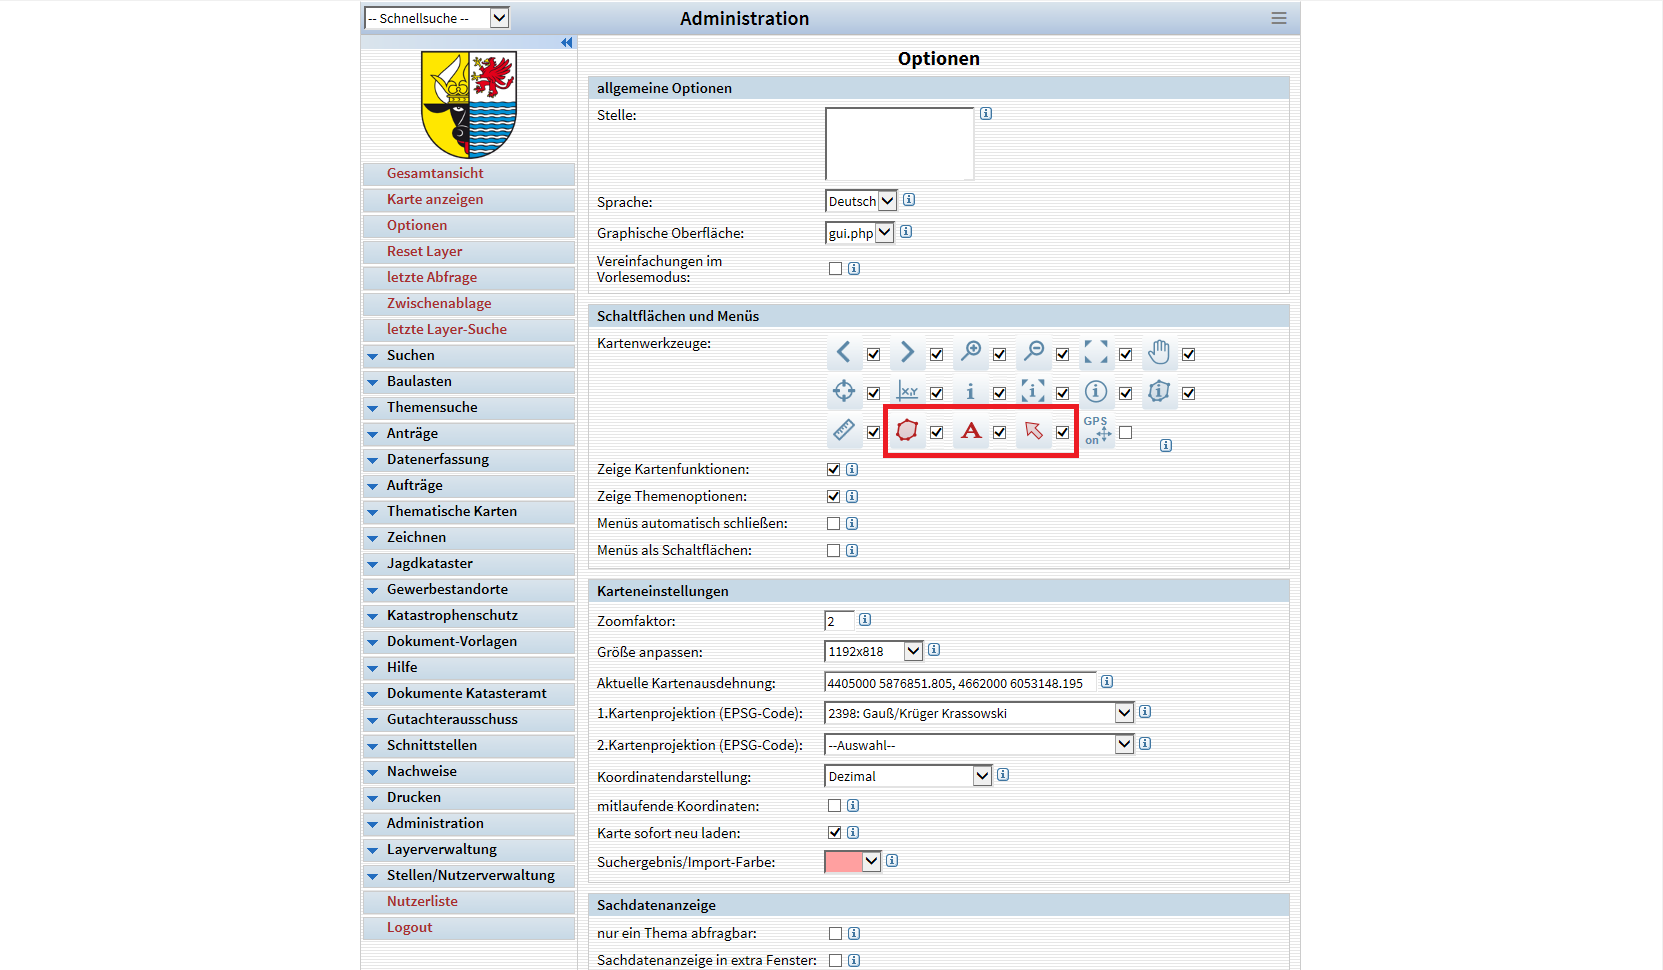 -- Schnellsuche --
Administration
Gesamtansicht
Karte anzeigen
Optionen
Reset Layer
letzte Abfrage
Zwischenablage
letzte Layer-Suche
Suchen
Baulasten
Themensuche
Anträge
Datenerfassung
Aufträge
Thematische Karten
Zeichnen
Jagdkataster
Gewerbestandorte
Katastrophenschutz
Dokument-Vorlagen
Hilfe
Dokumente Katasteramt
Gutachterausschuss
Schnittstellen
Nachweise
Drucken
Administration
Layerverwaltung
Stellen/Nutzerverwaltung
Nutzerliste
Logout
Optionen
allgemeine Optionen
Stelle:
Sprache: Deutsch
Graphische Oberfläche: gui.php
Vereinfachungen im
Vorlesemodus:
Schaltflächen und Menüs
Kartenwerkzeuge:
x,y i i i i
A GPS
on
Zeige Kartenfunktionen:
Zeige Themenoptionen:
Menüs automatisch schließen:
Menüs als Schaltflächen:
Karteneinstellungen
Zoomfaktor: 2
Größe anpassen: 1192x818
Aktuelle Kartenausdehnung: 4405000 5876851.805, 4662000 6053148.195
1.Kartenprojektion (EPSG-Code): 2398: Gauß/Krüger Krassowski
2.Kartenprojektion (EPSG-Code): --Auswahl--
Koordinatendarstellung: Dezimal
mitlaufende Koordinaten:
Karte sofort neu laden:
Suchergebnis/Import-Farbe:
Sachdatenanzeige
nur ein Thema abfragbar:
Sachdatenanzeige in extra Fenster: